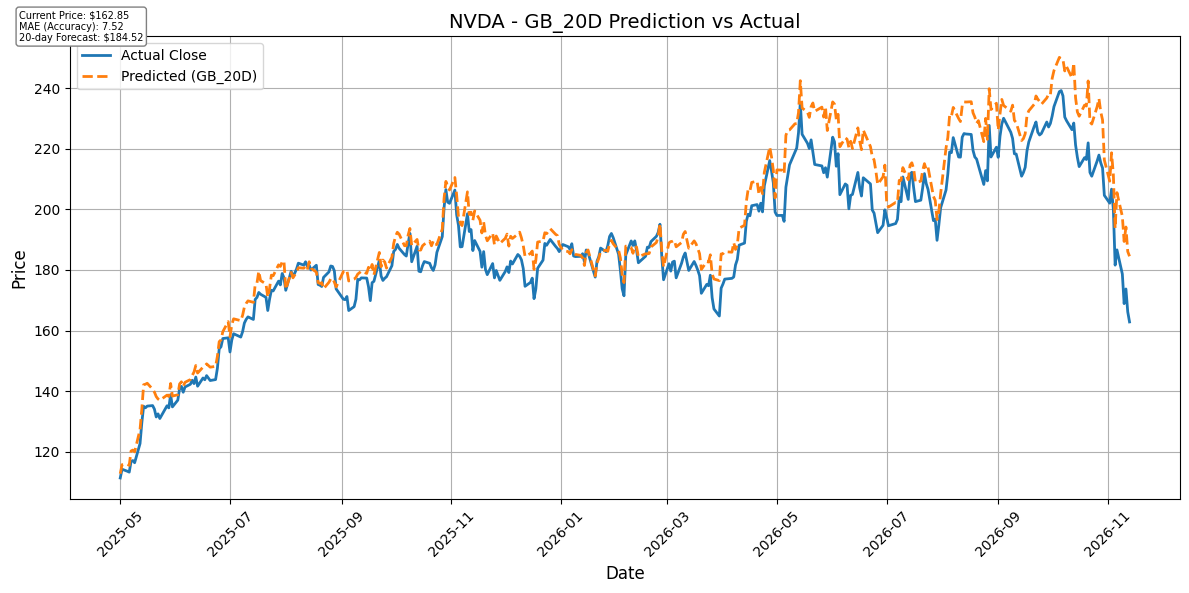 NVDA - GB_20D Prediction vs Actual
Current Price: $162.85
MAE (Accuracy): 7.52
20-day Forecast: $184.52
Actual Close
Predicted (GB_20D)
Price
240
220
200
180
160
140
120
2025-05
2025-07
2025-09
2025-11
2026-01
2026-03
2026-05
2026-07
2026-09
2026-11
Date